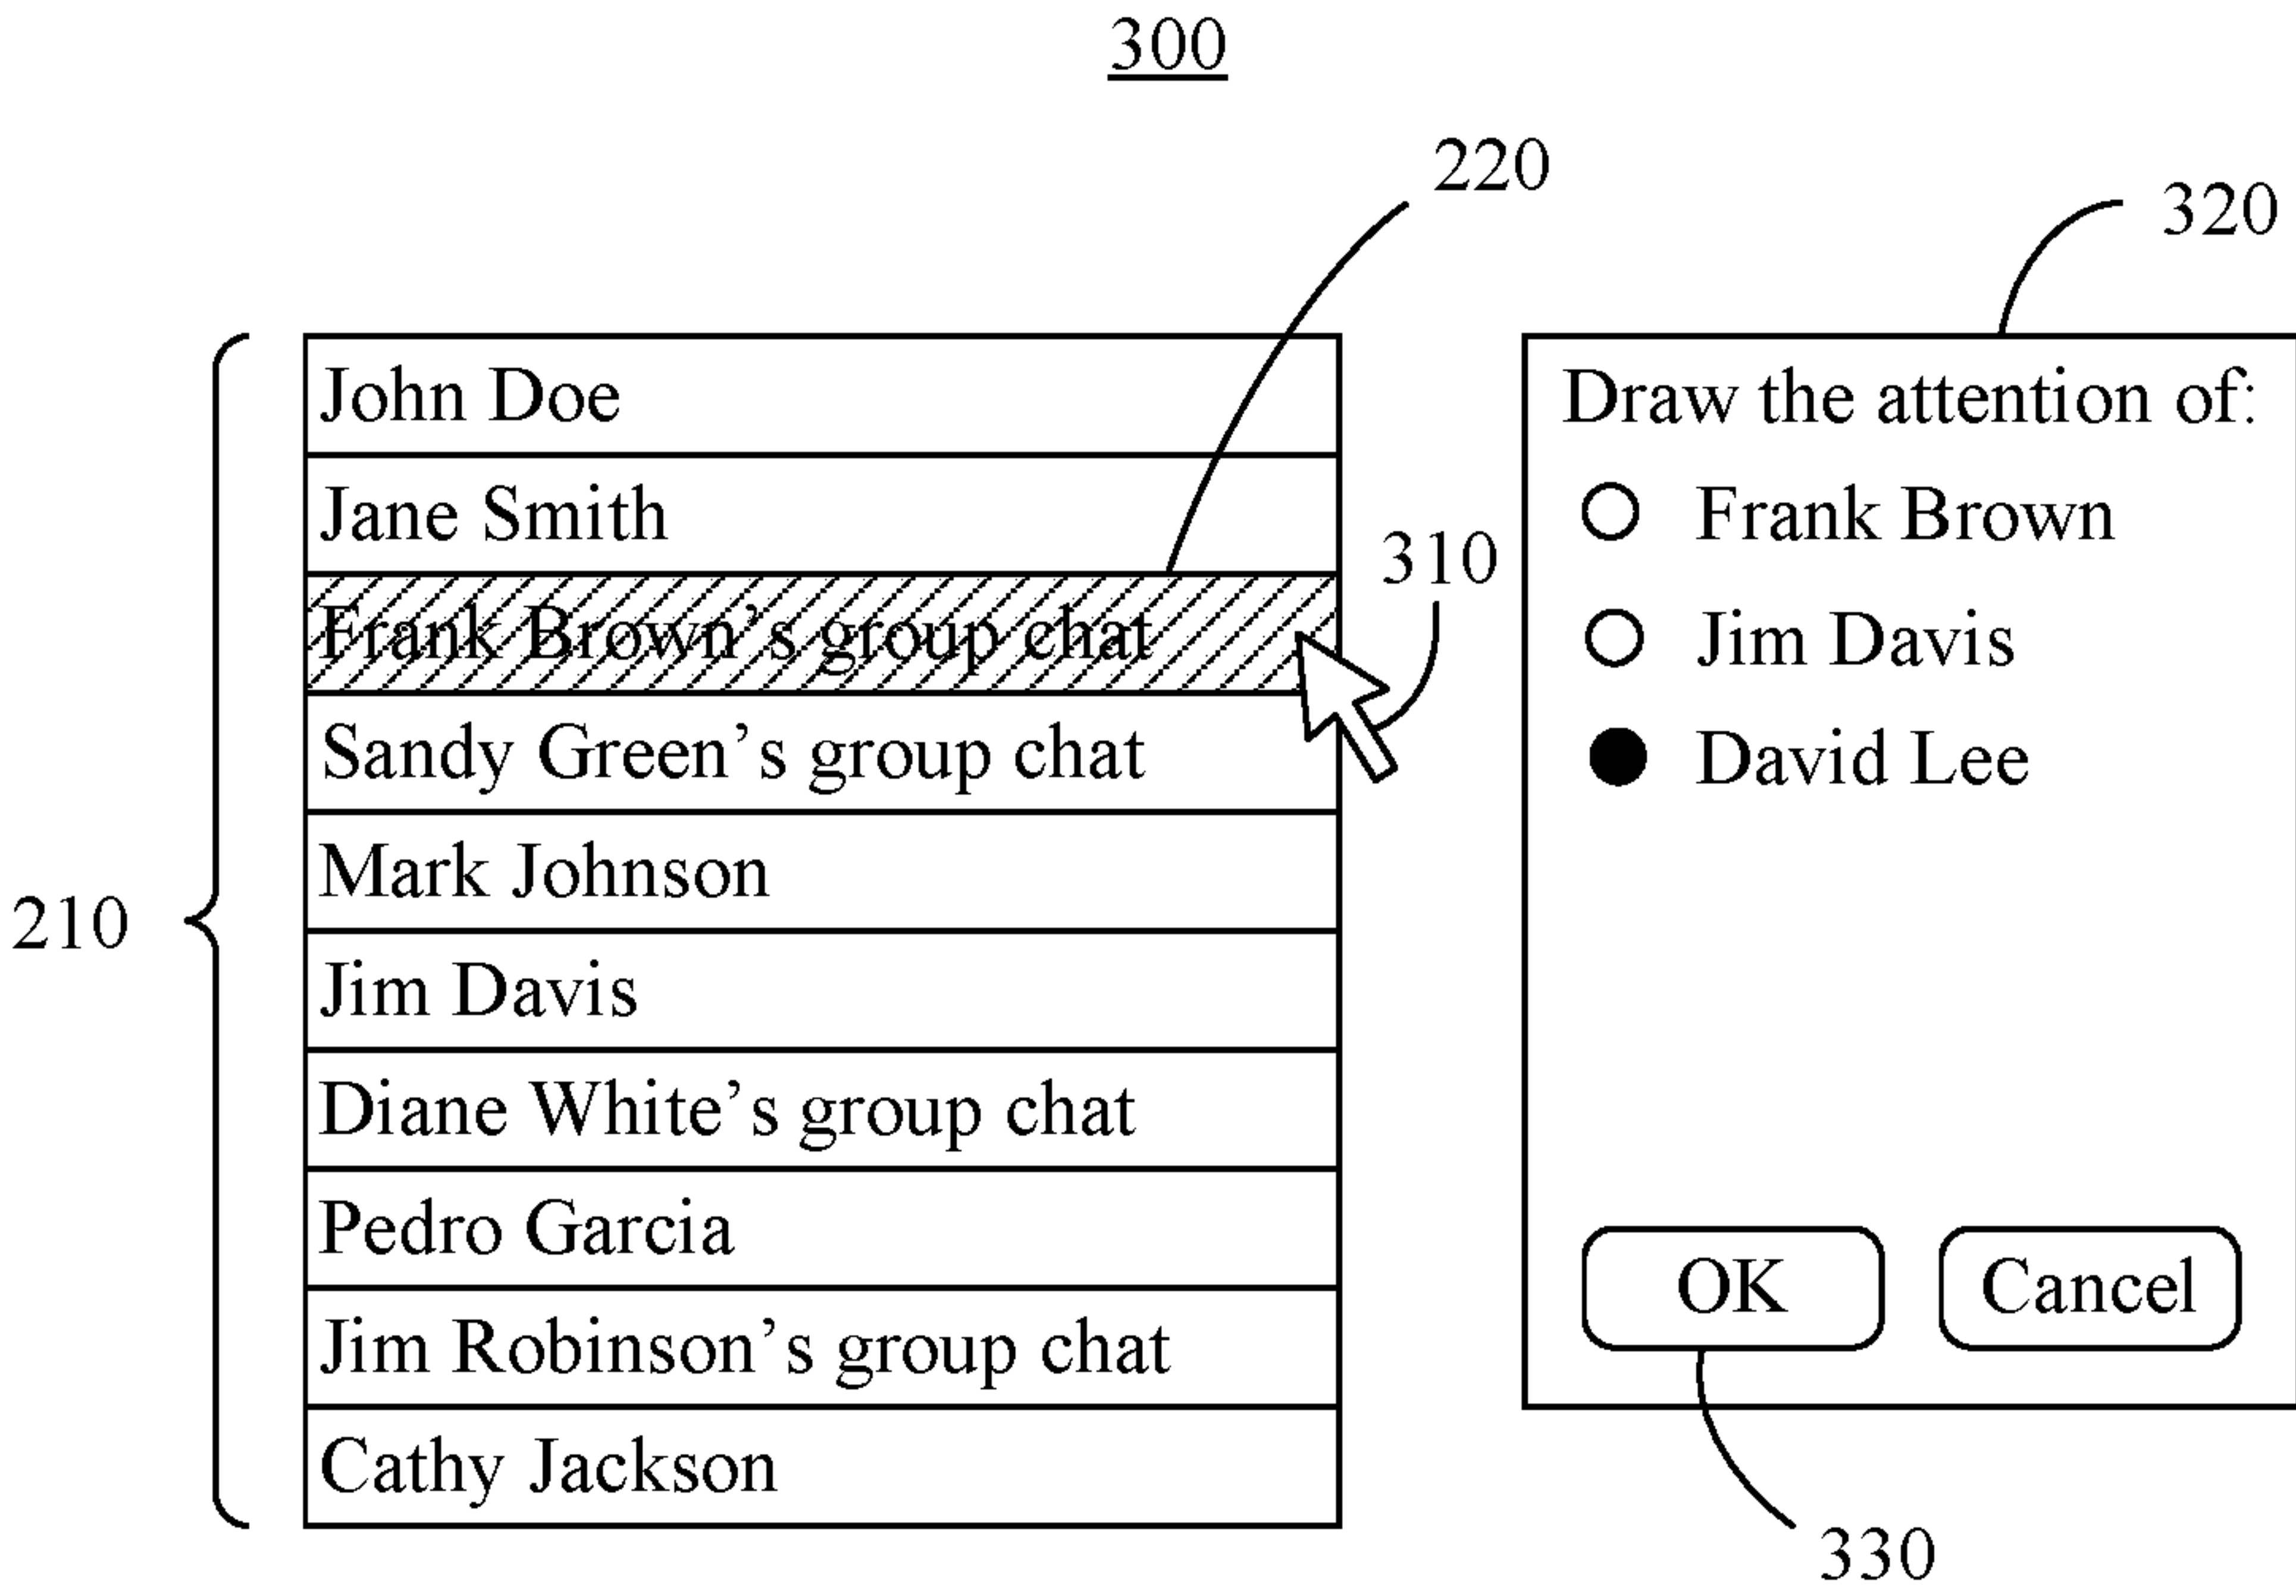 300
220
320
John Doe
Jane Smith
Frank Brown’s group chat
310
Sandy Green’s group chat
Mark Johnson
210
Jim Davis
Diane White’s group chat
Pedro Garcia
Jim Robinson’s group chat
Cathy Jackson
Draw the attention of:
Frank Brown
Jim Davis
David Lee
OK
Cancel
330